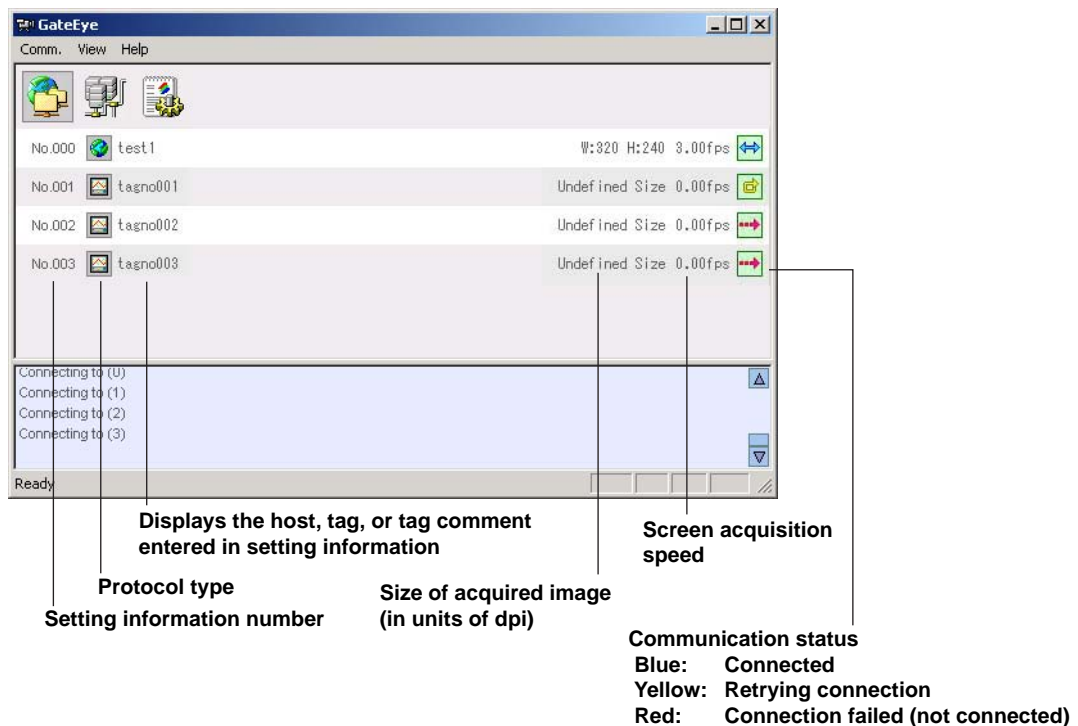 GateEye
Comm. View Help
No.000 test1 W:320 H:240 3.00fps
No.001 tagno001 Undefined Size 0.00fps
No.002 tagno002 Undefined Size 0.00fps
No.003 tagno003 Undefined Size 0.00fps
Connecting to (0)
Connecting to (1)
Connecting to (2)
Connecting to (3)
Ready
Displays the host, tag, or tag comment
entered in setting information
Screen acquisition
speed
Protocol type
Size of acquired image
(in units of dpi)
Setting information number
Communication status
Blue: Connected
Yellow: Retrying connection
Red: Connection failed (not connected)